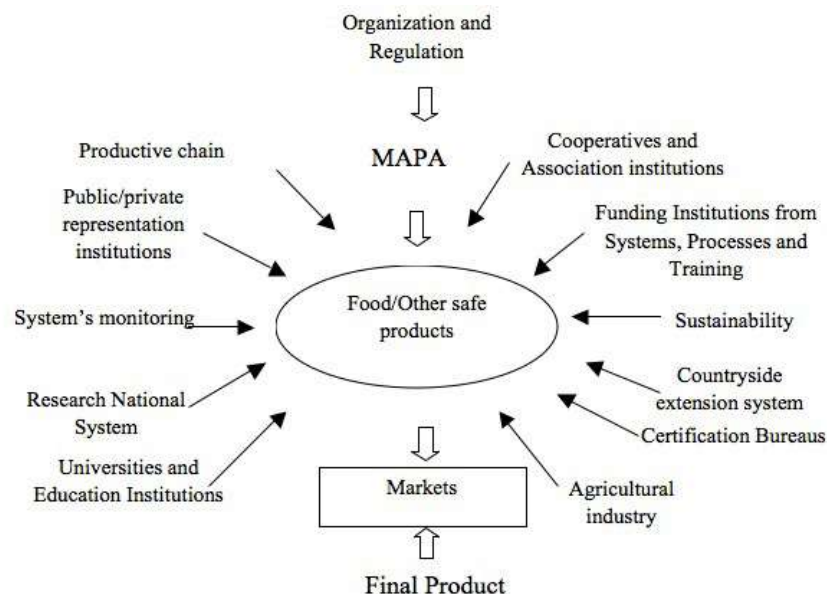 Organization and
Regulation
MAPA
Productive chain
Cooperatives and
Association institutions
Public/private
representation
institutions
Funding Institutions from
Systems, Processes and
Training
Food/Other safe
products
System’s monitoring
Sustainability
Research National
System
Countryside
extension system
Certification Bureaus
Universities and
Education Institutions
Markets
Agricultural
industry
Final Product